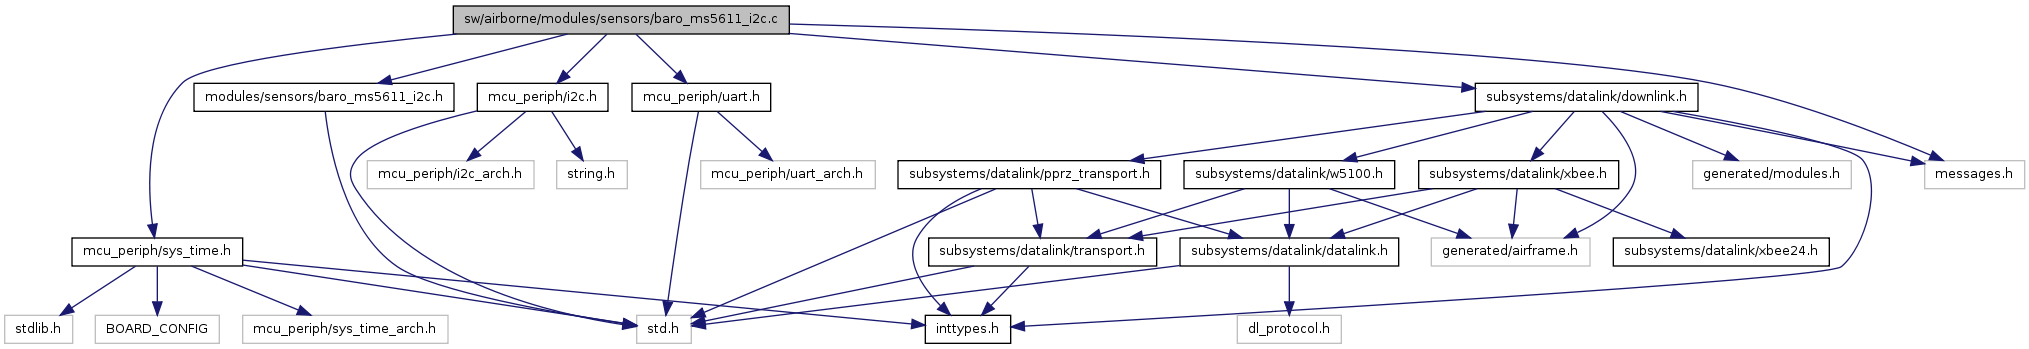 sw/airborne/modules/sensors/baro_ms5611_i2c.c
modules/sensors/baro_ms5611_i2c.h
mcu_periph/i2c.h
mcu_periph/uart.h
subsystems/datalink/downlink.h
mcu_periph/i2c_arch.h
string.h
mcu_periph/uart_arch.h
subsystems/datalink/pprz_transport.h
subsystems/datalink/w5100.h
subsystems/datalink/xbee.h
generated/modules.h
messages.h
mcu_periph/sys_time.h
subsystems/datalink/transport.h
subsystems/datalink/datalink.h
generated/airframe.h
subsystems/datalink/xbee24.h
stdlib.h
BOARD_CONFIG
mcu_periph/sys_time_arch.h
std.h
inttypes.h
dl_protocol.h